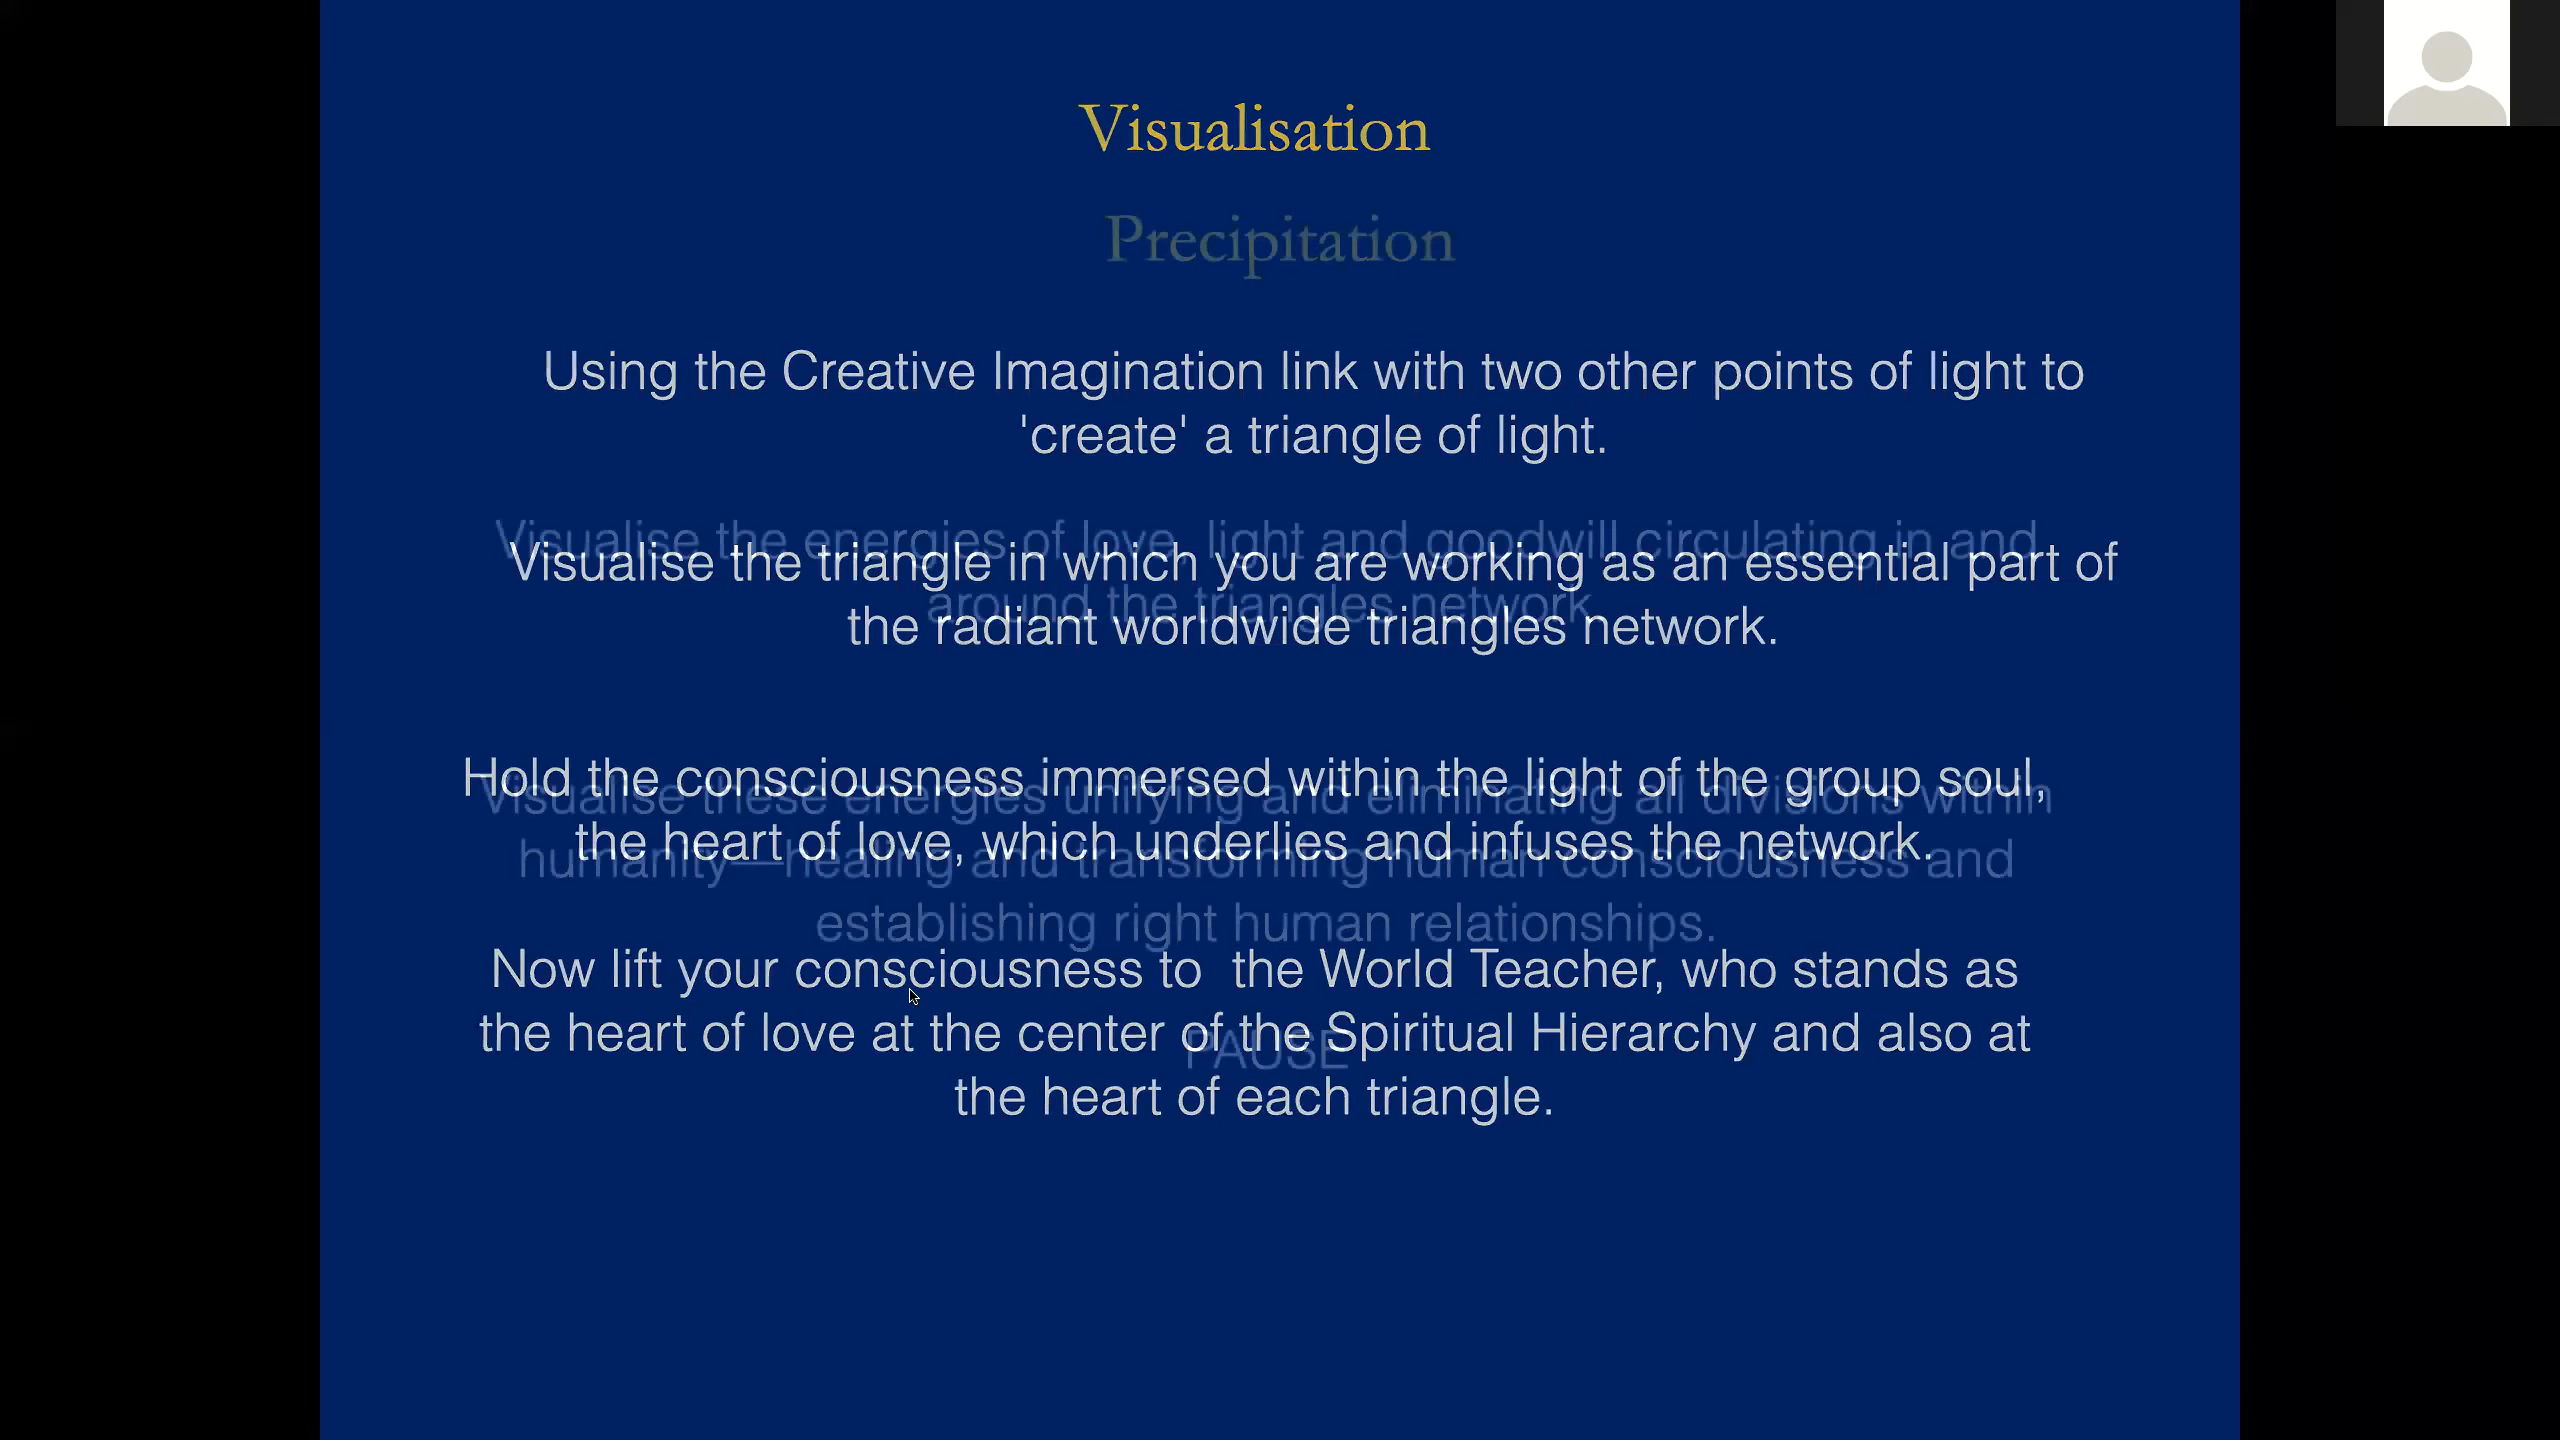 Visualisation
Precipitation
Using the Creative Imagination link with two other points of light to
'create' a triangle of light.
Visualise the energies of love, light and goodwill circulating in and
around the triangles network
Visualise the triangle in which you are working as an essential part of
the radiant worldwide triangles network.
Hold the consciousness immersed within the light of the group soul,
the heart of love, which underlies and infuses the network.
Visualise these energies unifying and eliminating all divisions within
humanity—healing and transforming human consciousness and
establishing right human relationships.
Now lift your consciousness to  the World Teacher, who stands as
the heart of love at the center of the Spiritual Hierarchy and also at
the heart of each triangle.
PAUSE